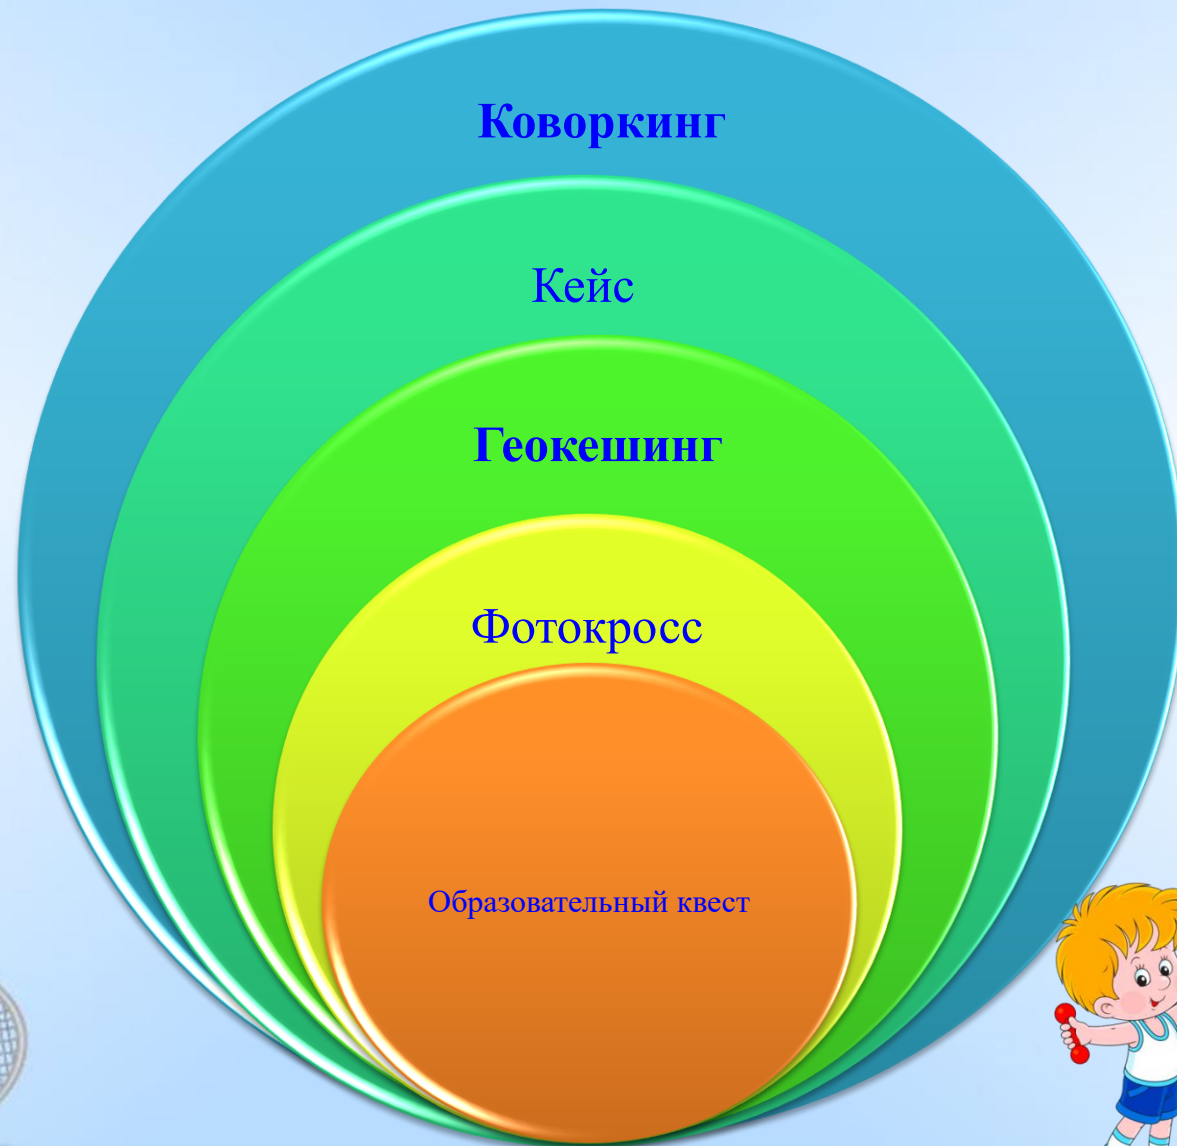 Коворкинг
Кейс
Геокешинг
Фотокросс
Образовательный квест